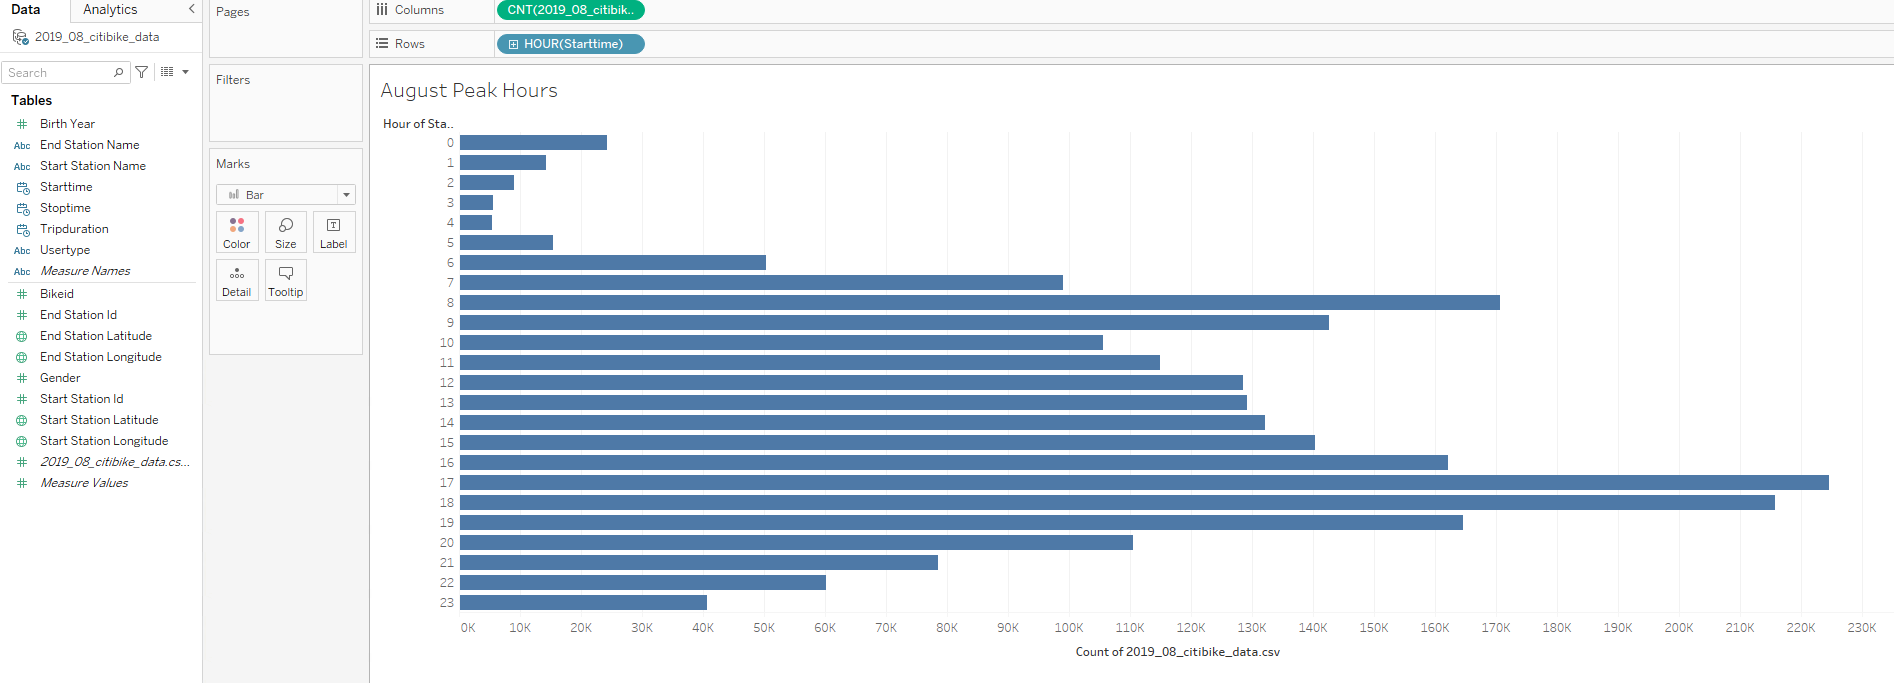 Data
Analytics
2019_08_citibike_data
Search
Tables
Birth Year
Abc End Station Name
Abc Start Station Name
Starttime
Stoptime
Tripduration
Abc Usertype
Abc Measure Names
Bikeid
End Station Id
End Station Latitude
End Station Longitude
Gender
Start Station Id
Start Station Latitude
Start Station Longitude
2019_08_citibike_data.cs...
Measure Values
Pages
Filters
Marks
Bar
Color Size Label
Detail Tooltip
Columns CNT(2019_08_citibik..
Rows HOUR(Starttime)
August Peak Hours
Hour of Sta..
0
1
2
3
4
5
6
7
8
9
10
11
12
13
14
15
16
17
18
19
20
21
22
23
0K 10K 20K 30K 40K 50K 60K 70K 80K 90K 100K 110K 120K 130K 140K 150K 160K 170K 180K 190K 200K 210K 220K 230K
Count of 2019_08_citibike_data.csv